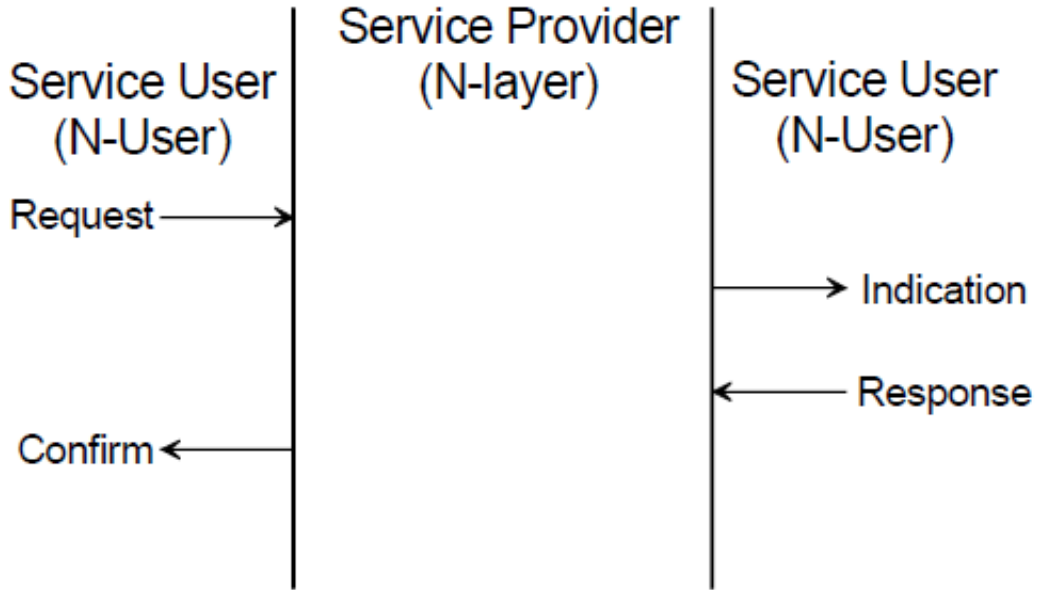 Service User
(N-User)
Service Provider
(N-layer)
Service User
(N-User)
Request
Indication
Response
Confirm